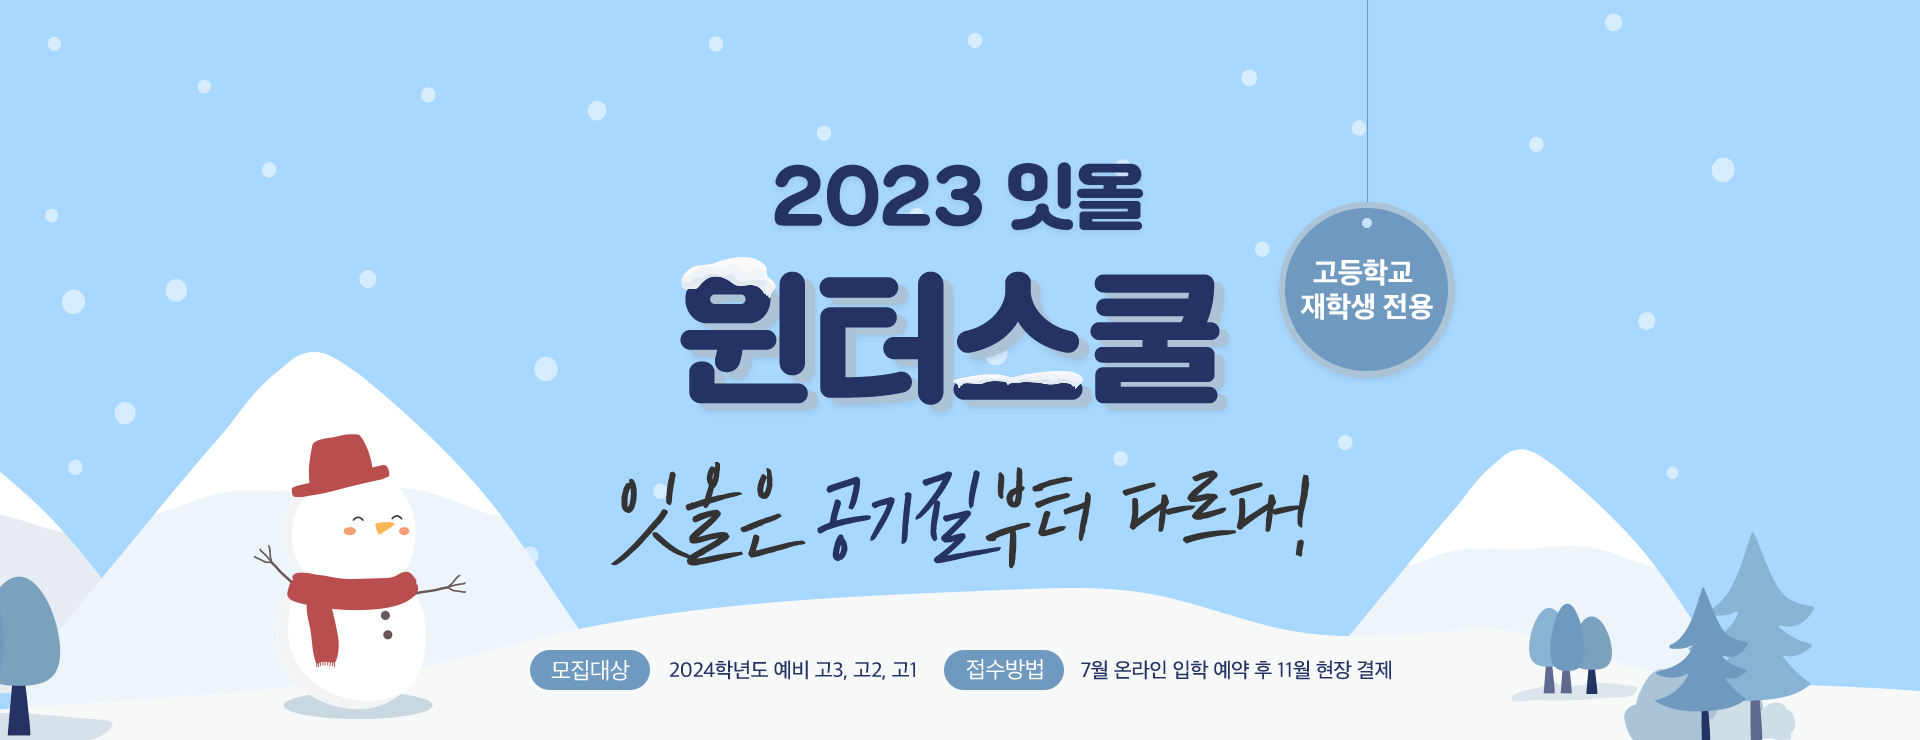 2023 잇올
윈터스쿨
고등학교
재학생 전용
잇올은 공기질부터 다르다!
모집대상 2024학년도 예비 고3, 고2, 고1 접수방법 7월 온라인 입학 예약 후 11월 현장 결제